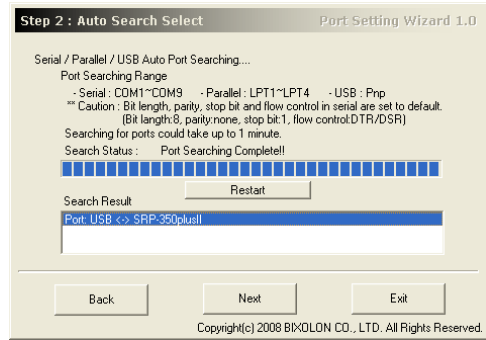 Step 2 : Auto Search Select
Port Setting Wizard 1.0
Serial / Parallel / USB Auto Port Searching....
Port Searching Range
- Serial : COM1~COM9 - Parallel : LPT1~LPT4 - USB : Pnp
** Caution : Bit length, parity, stop bit and flow control in serial are set to default.
(Bit length:8, parity:none, stop bit:1, flow control:DTR/DSR)
Searching for ports could take up to 1 minute.
Search Status : Port Searching Complete!!
Restart
Search Result
Port: USB <-> SRP-350plusII
Back Next Exit
Copyright(c) 2008 BIXOLON CO., LTD. All Rights Reserved.